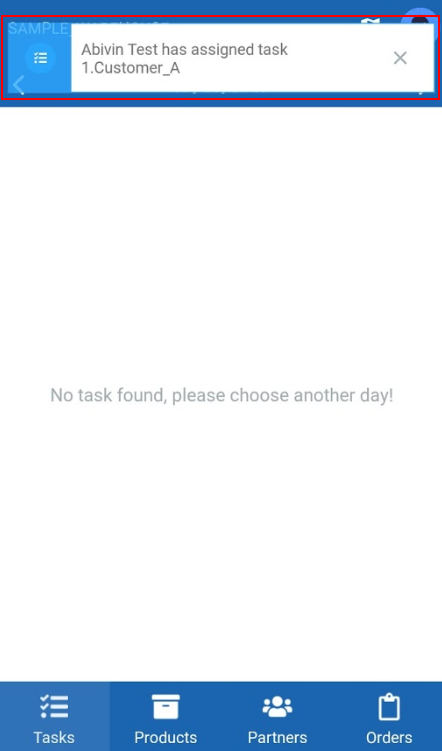 SAMPLE
Abivin Test has assigned task
1.Customer_A
No task found, please choose another day!
Tasks
Products
Partners
Orders